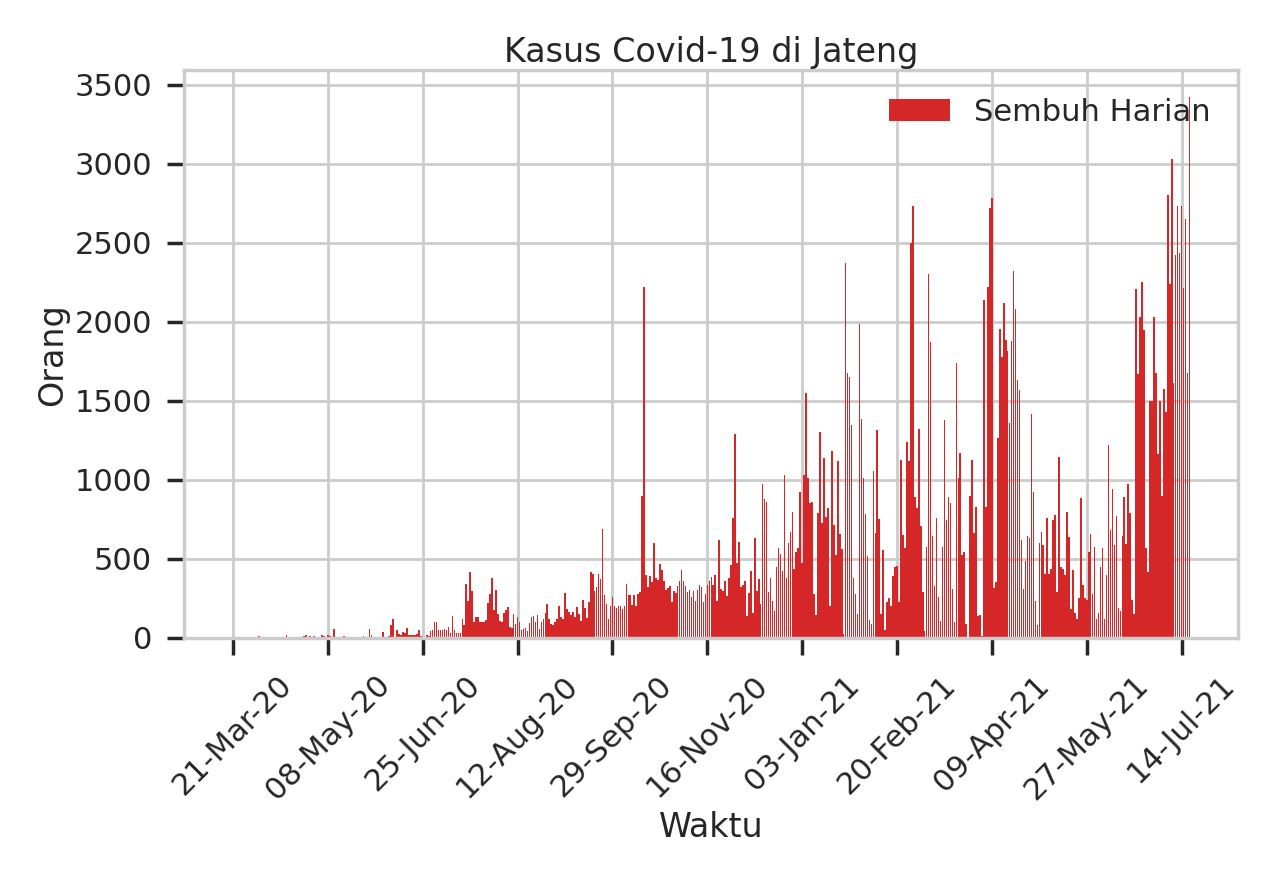 Kasus Covid-19 di Jateng
Sembuh Harian
Orang
3500
3000
2500
2000
1500
1000
500
0
21-Mar-20
08-May-20
25-Jun-20
12-Aug-20
29-Sep-20
16-Nov-20
03-Jan-21
20-Feb-21
09-Apr-21
27-May-21
14-Jul-21
Waktu